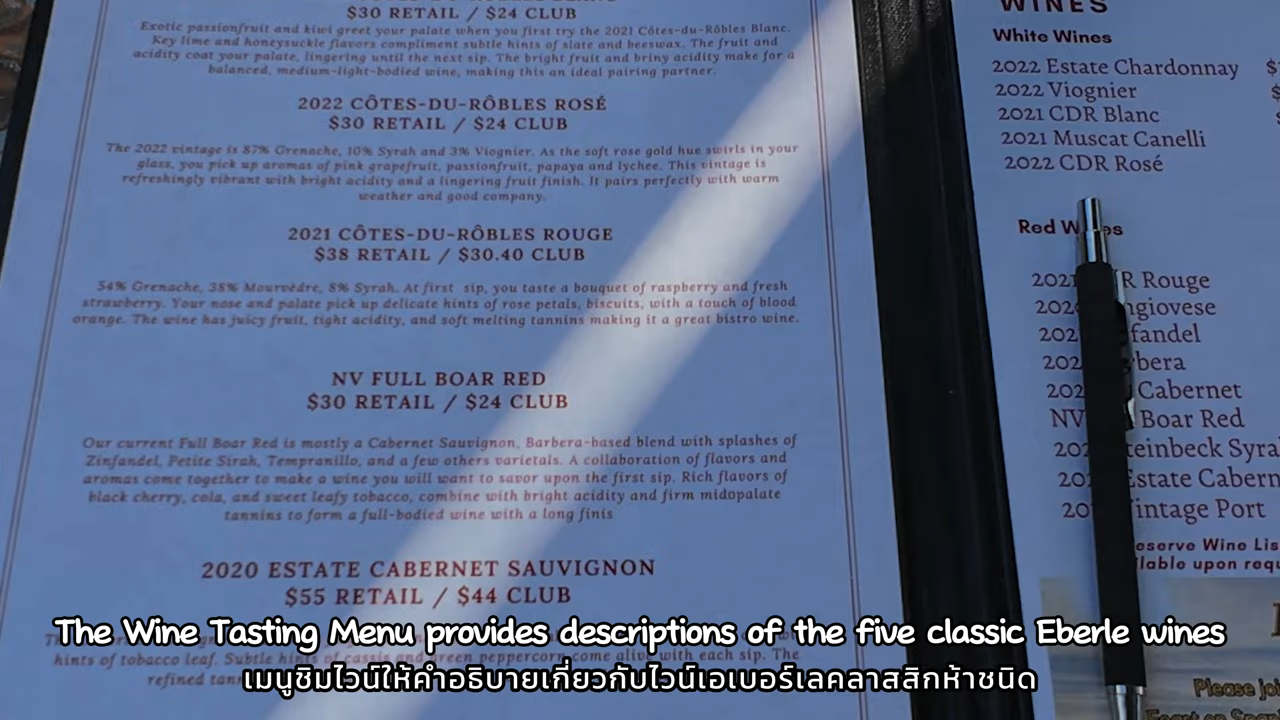 $30 RETAIL / $24 CLUB
Exotic passionfruit and kiwi greet your palate when you first try the 2021 Côtes-du-Rôbles Blanc.
Key lime and honeysuckle flavors compliment subtle hints of slate and beeswax. The fruit and
acidity coat your palate, lingering until the next sip. The bright fruit and briny acidity make for a
balanced, medium-light-bodied wine, making this an ideal pairing partner.
2022 CÔTES-DU-RÔBLES ROSÉ
$30 RETAIL / $24 CLUB
The 2022 vintage is 87% Grenache, 10% Syrah and 3% Viognier. As the soft rose gold hue swirls in your
glass, you pick up aromas of pink grapefruit, passionfruit, papaya and lychee. This vintage is
refreshingly vibrant with bright acidity and a lingering fruit finish. It pairs perfectly with warm
weather and good company.
2021 CÔTES-DU-RÔBLES ROUGE
$38 RETAIL / $30.40 CLUB
54% Grenache, 38% Mourvèdre, 8% Syrah. At first sip, you taste a bouquet of raspberry and fresh
strawberry. Your nose and palate pick up delicate hints of rose petals, biscuits, with a touch of blood
orange. The wine has juicy fruit, tight acidity, and soft melting tannins making it a great bistro wine.
NV FULL BOAR RED
$30 RETAIL / $24 CLUB
Our current Full Boar Red is mostly a Cabernet Sauvignon, Barbera-based blend with splashes of
Zinfandel, Petite Sirah, Tempranillo, and a few others varietals. A collaboration of flavors and
aromas come together to make a wine you will want to savor upon the first sip. Rich flavors of
black cherry, cola, and sweet leafy tobacco, combine with bright acidity and firm midapalate
tannins to form a full-bodied wine with a long finis
2020 ESTATE CABERNET SAUVIGNON
$55 RETAIL / $44 CLUB
hints of tobacco leaf. Subtle hints of cassis and green peppercorn come alive with each sip. The
refined
WINES
White Wines
2022 Estate Chardonnay
2022 Viognier
2021 CDR Blanc
2021 Muscat Canelli
2022 CDR Rosé
Red Wines
2021 R Rouge
giovese
fandel
bera
Cabernet
NV Boar Red
teinbeck Syra
Estate Cabern
intage Port
eserve Wine Lis
ilable upon requ
Please joi
The Wine Tasting Menu provides descriptions of the five classic Eberle wines
เมนูชิมไวน์ให้คำอธิบายเกี่ยวกับไวน์เอเบอร์เลคลาสสิกห้าชนิด